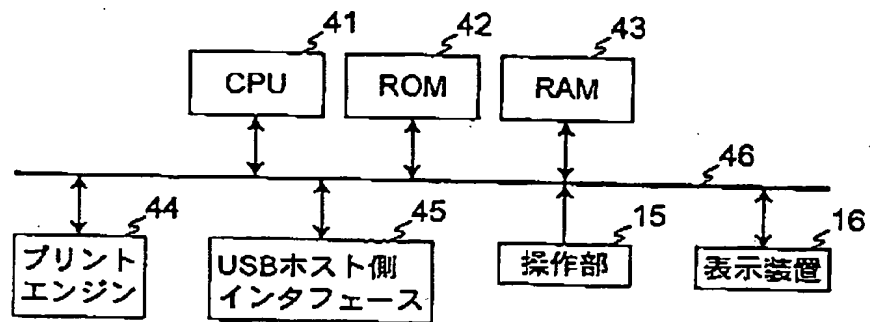 41
42
43
CPU
ROM
RAM
46
44
45
15
16
プリント
エンジン
USBホスト側
インタフェース
操作部
表示装置